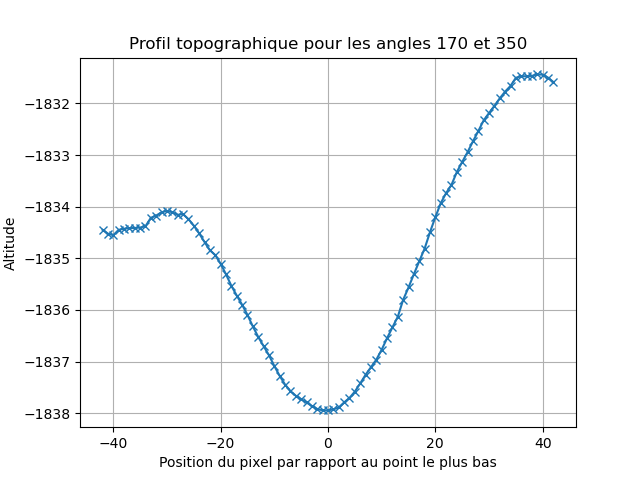 Profil topographique pour les angles 170 et 350
−1832
−1833
−1834
−1835
−1836
−1837
−1838
Altitude
−40 −20 0 20 40
Position du pixel par rapport au point le plus bas